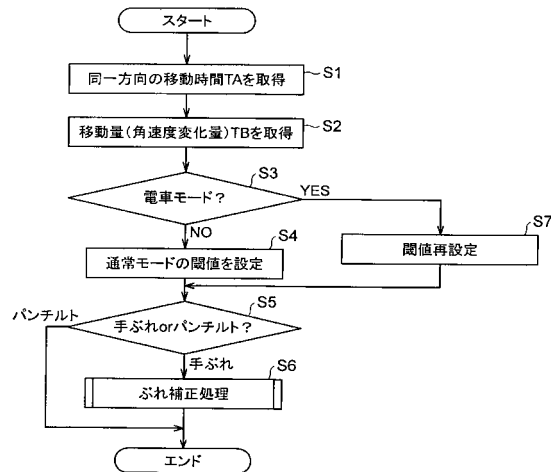 スタート
同一方向の移動時間TAを取得
S1
移動量(角速度変化量)TBを取得
S2
電車モード?
S3
YES
NO
通常モードの閾値を設定
S4
閾値再設定
S7
手ぶれorパンチルト?
S5
パンチルト
手ぶれ
ぶれ補正処理
S6
エンド